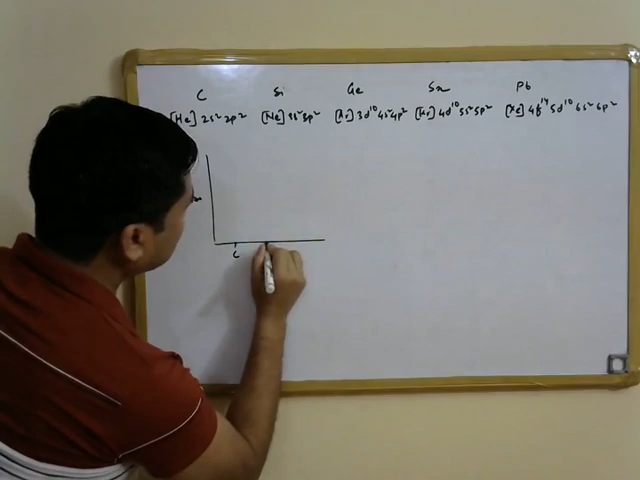 C Si Ge Sn Pb
[He] 2s² 2p² [Ne] 3s² 3p² [Ar] 3d¹⁰ 4s² 4p² [Kr] 4d¹⁰ 5s² 5p² [Xe] 4f¹⁴ 5d¹⁰ 6s² 6p²
C